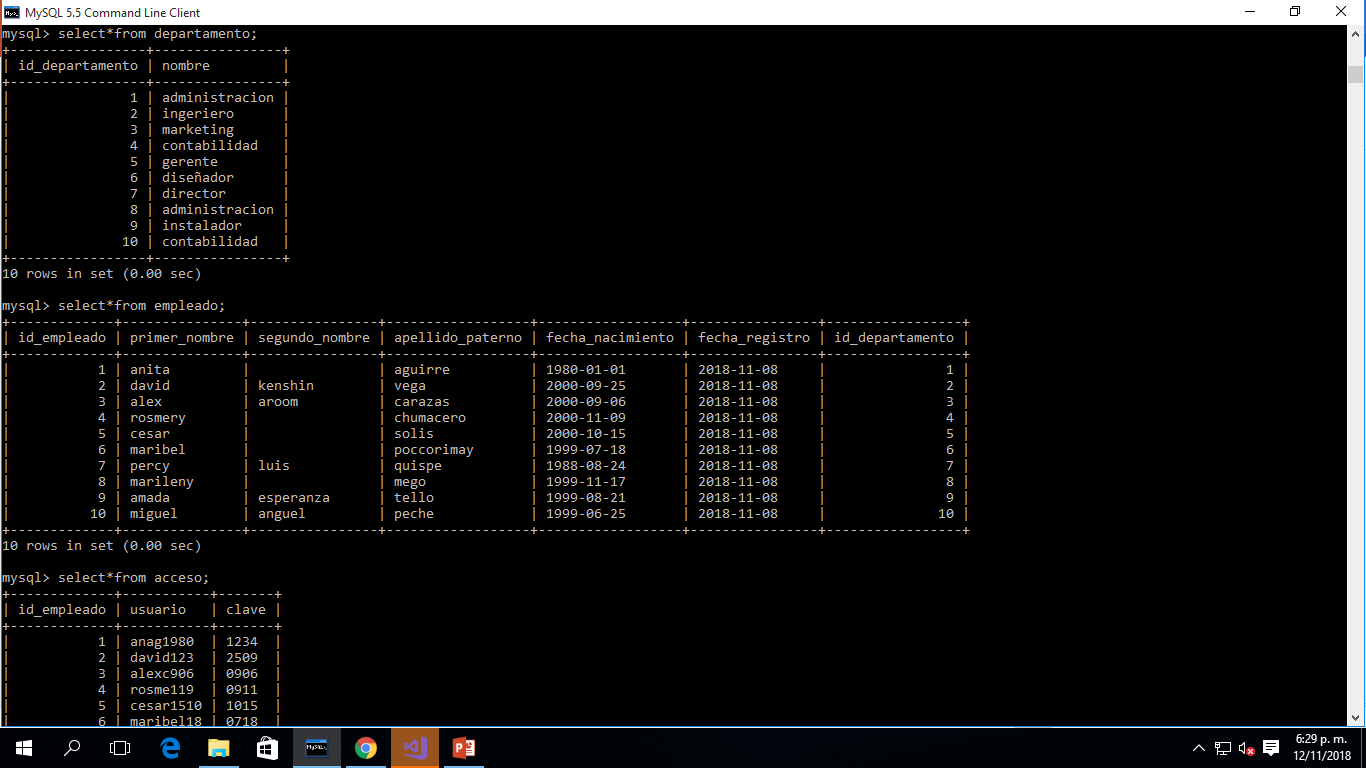 MySQL 5.5 Command Line Client
mysql> select*from departamento;
+-----------------+----------------+
| id_departamento | nombre         |
+-----------------+----------------+
|               1 | administracion |
|               2 | ingeriero      |
|               3 | marketing      |
|               4 | contabilidad   |
|               5 | gerente        |
|               6 | diseñador      |
|               7 | director       |
|               8 | administracion |
|               9 | instalador     |
|              10 | contabilidad   |
+-----------------+----------------+
10 rows in set (0.00 sec)
mysql> select*from empleado;
+-------------+---------------+----------------+------------------+------------------+----------------+-----------------+
| id_empleado | primer_nombre | segundo_nombre | apellido_paterno | fecha_nacimiento | fecha_registro | id_departamento |
+-------------+---------------+----------------+------------------+------------------+----------------+-----------------+
|           1 | anita         |                | aguirre          | 1980-01-01       | 2018-11-08     |               1 |
|           2 | david         | kenshin        | vega             | 2000-09-25       | 2018-11-08     |               2 |
|           3 | alex          | aroom          | carazas          | 2000-09-06       | 2018-11-08     |               3 |
|           4 | rosmery       |                | chumacero        | 2000-11-09       | 2018-11-08     |               4 |
|           5 | cesar         |                | solis            | 2000-10-15       | 2018-11-08     |               5 |
|           6 | maribel       |                | poccorimay       | 1999-07-18       | 2018-11-08     |               6 |
|           7 | percy         | luis           | quispe           | 1988-08-24       | 2018-11-08     |               7 |
|           8 | marileny      |                | mego             | 1999-11-17       | 2018-11-08     |               8 |
|           9 | amada         | esperanza      | tello            | 1999-08-21       | 2018-11-08     |               9 |
|          10 | miguel        | anguel         | peche            | 1999-06-25       | 2018-11-08     |              10 |
+-------------+---------------+----------------+------------------+------------------+----------------+-----------------+
10 rows in set (0.00 sec)
mysql> select*from acceso;
+-------------+-----------+-------+
| id_empleado | usuario   | clave |
+-------------+-----------+-------+
|           1 | anag1980  | 1234  |
|           2 | david123  | 2509  |
|           3 | alexc906  | 0906  |
|           4 | rosme119  | 0911  |
|           5 | cesar1510 | 1015  |
|           6 | maribel18 | 0718  |
6:29 p. m.
12/11/2018